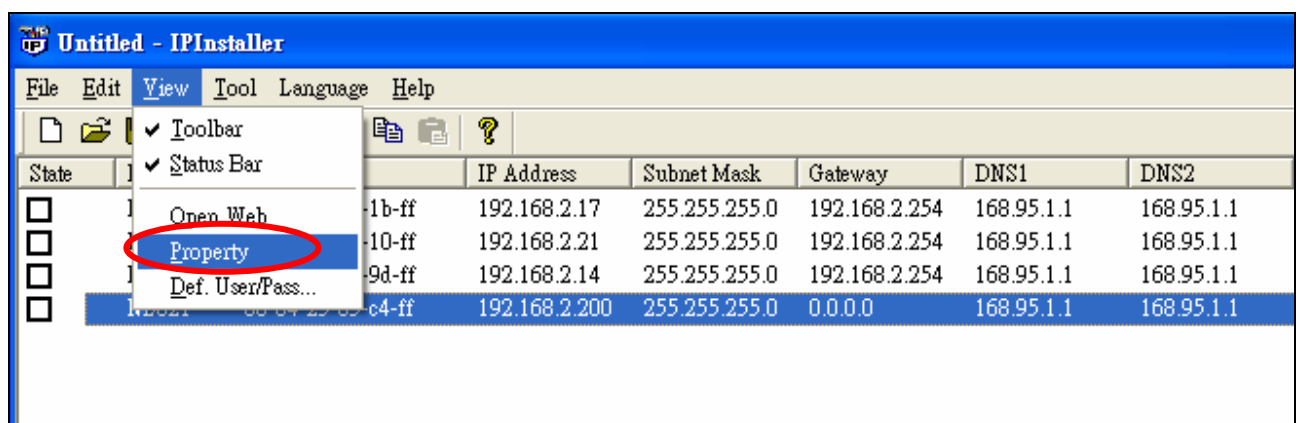 Untitled - IPInstaller
File Edit View Tool Language Help
Toolbar
Status Bar
State IP Address Subnet Mask Gateway DNS1 DNS2
Open Web -1b-ff 192.168.2.17 255.255.255.0 192.168.2.254 168.95.1.1 168.95.1.1
Property -10-ff 192.168.2.21 255.255.255.0 192.168.2.254 168.95.1.1 168.95.1.1
Def. User/Pass... -9d-ff 192.168.2.14 255.255.255.0 192.168.2.254 168.95.1.1 168.95.1.1
-c4-ff 192.168.2.200 255.255.255.0 0.0.0.0 168.95.1.1 168.95.1.1